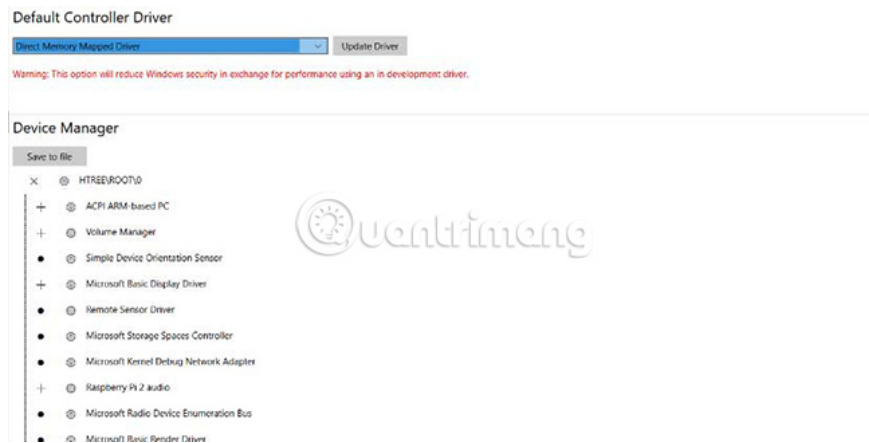 Default Controller Driver
Direct Memory Mapped Driver
Update Driver
Warning: This option will reduce Windows security in exchange for performance using an in development driver.
Device Manager
Save to file
HTREE\ROOT\0
ACPI ARM-based PC
Volume Manager
Simple Device Orientation Sensor
Microsoft Basic Display Driver
Remote Sensor Driver
Microsoft Storage Spaces Controller
Microsoft Kernel Debug Network Adapter
Raspberry Pi 2 audio
Microsoft Radio Device Enumeration Bus
Microsoft Basic Render Driver
Quantrimang